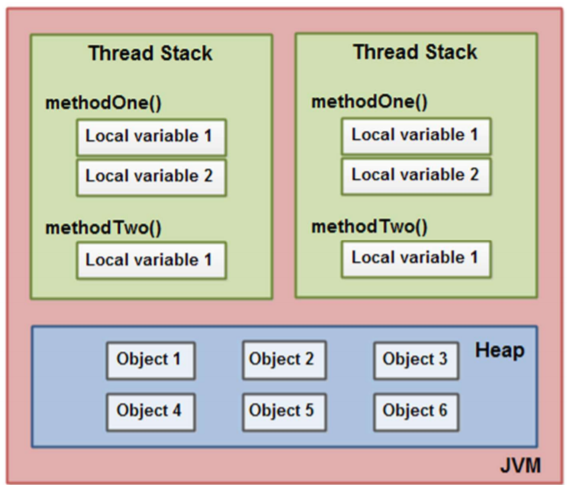 Thread Stack
methodOne()
Local variable 1
Local variable 2
methodTwo()
Local variable 1
Thread Stack
methodOne()
Local variable 1
Local variable 2
methodTwo()
Local variable 1
Heap
Object 1
Object 2
Object 3
Object 4
Object 5
Object 6
JVM